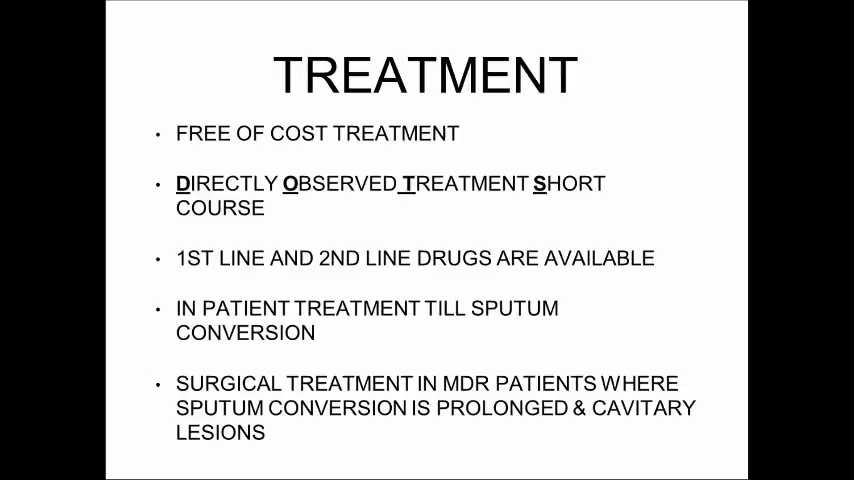 TREATMENT
• FREE OF COST TREATMENT
• DIRECTLY OBSERVED TREATMENT SHORT
COURSE
• 1ST LINE AND 2ND LINE DRUGS ARE AVAILABLE
• IN PATIENT TREATMENT TILL SPUTUM
CONVERSION
• SURGICAL TREATMENT IN MDR PATIENTS WHERE
SPUTUM CONVERSION IS PROLONGED & CAVITARY
LESIONS